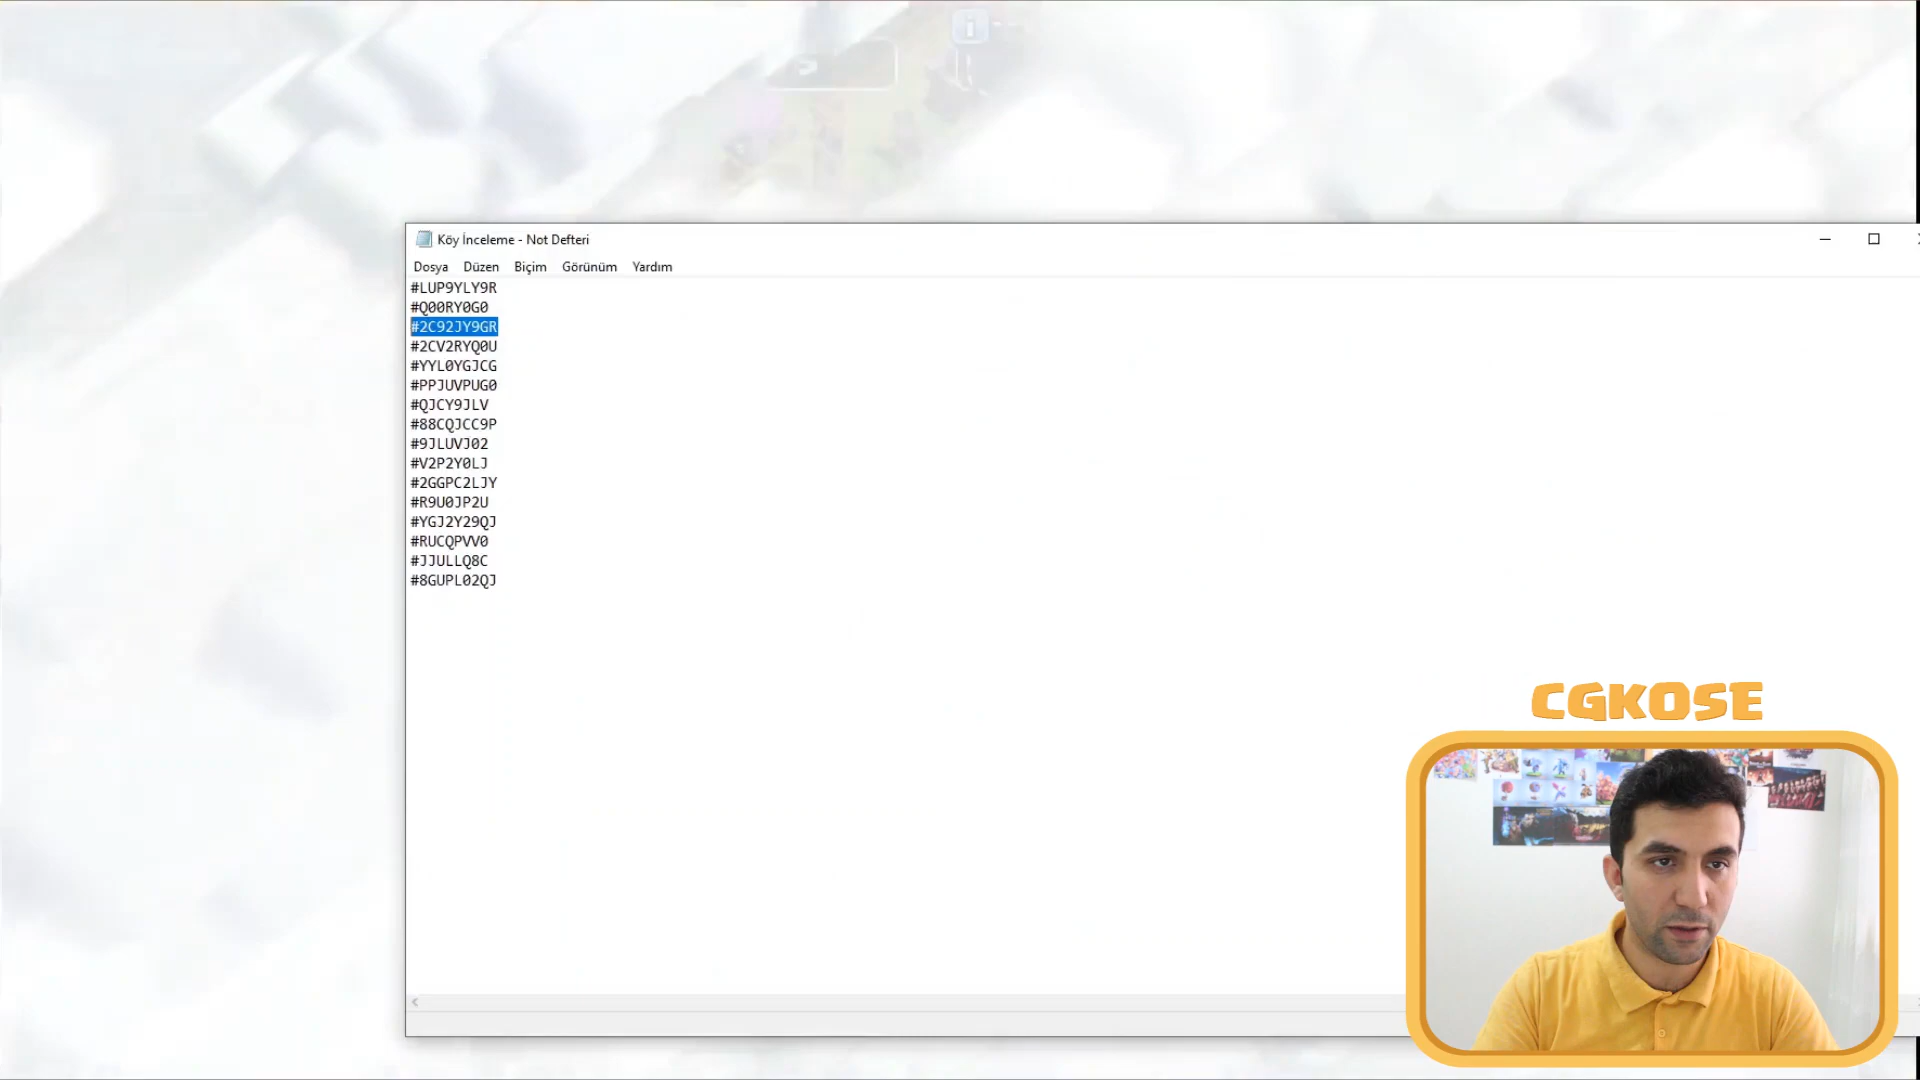 Köy İnceleme - Not Defteri
Dosya Düzen Biçim Görünüm Yardım
#LUP9YLY9R
#Q00RY0G0
#2C92JY9GR
#2CV2RYQ0U
#YYL0YGJCG
#PPJUVPUG0
#QJCY9JLV
#88CQJCC9P
#9JLUVJ02
#V2P2Y0LJ
#2GGPC2LJY
#R9U0JP2U
#YGJ2Y29QJ
#RUCQPVV0
#JJULLQ8C
#8GUPL02QJ
CGKOSE